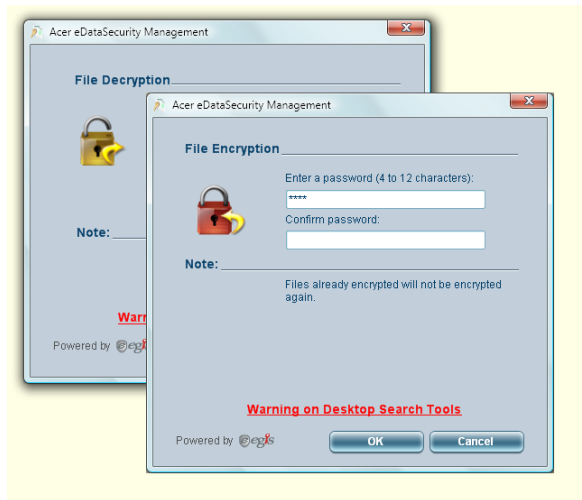 Acer eDataSecurity Management
File Decryption
Note:
Powered by egis
Acer eDataSecurity Management
File Encryption
Enter a password (4 to 12 characters):
****
Confirm password:
Note:
Files already encrypted will not be encrypted
again.
Warning on Desktop Search Tools
Powered by egis
OK
Cancel